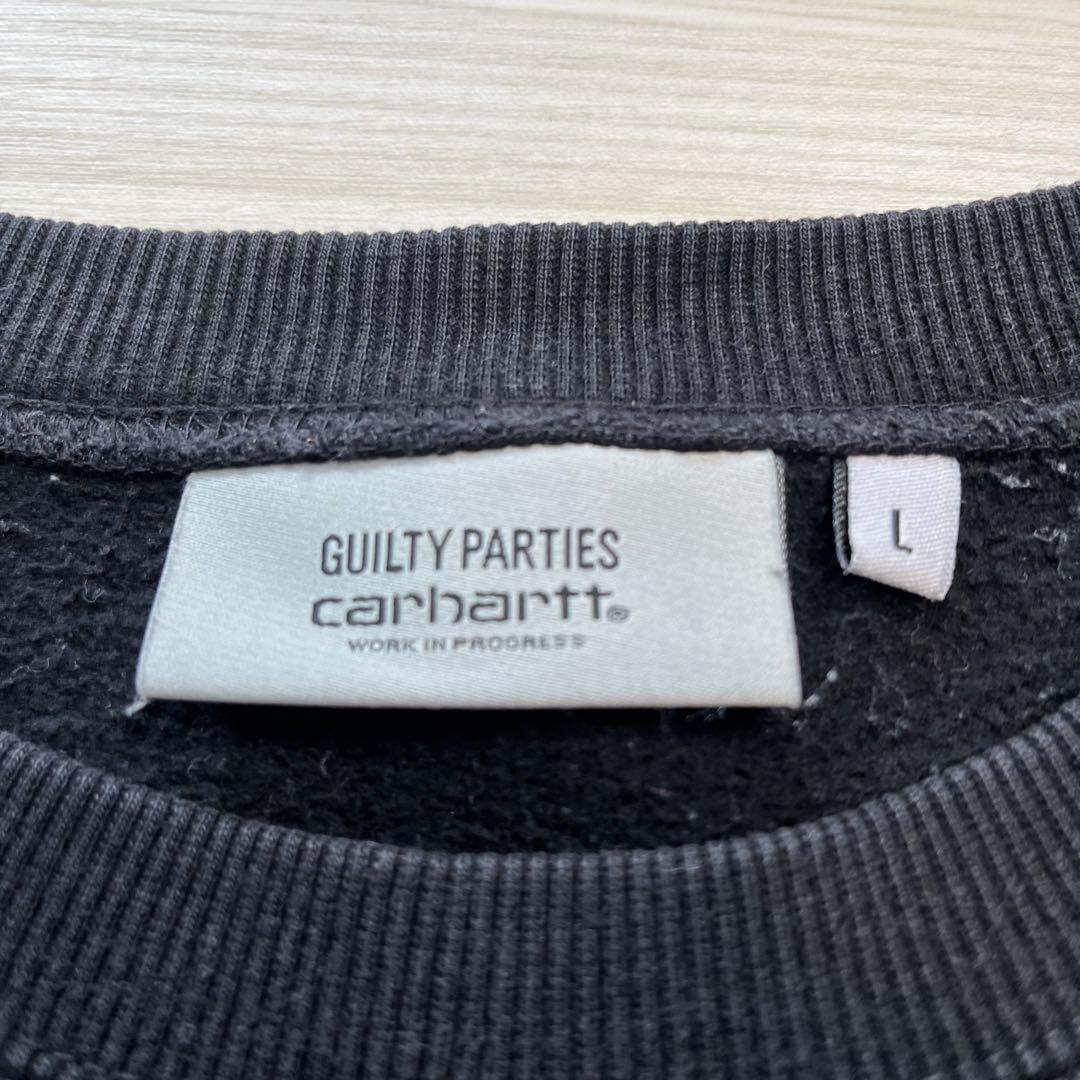 GUILTY PARTIES
carhartt®
WORK IN PROGRESS
L